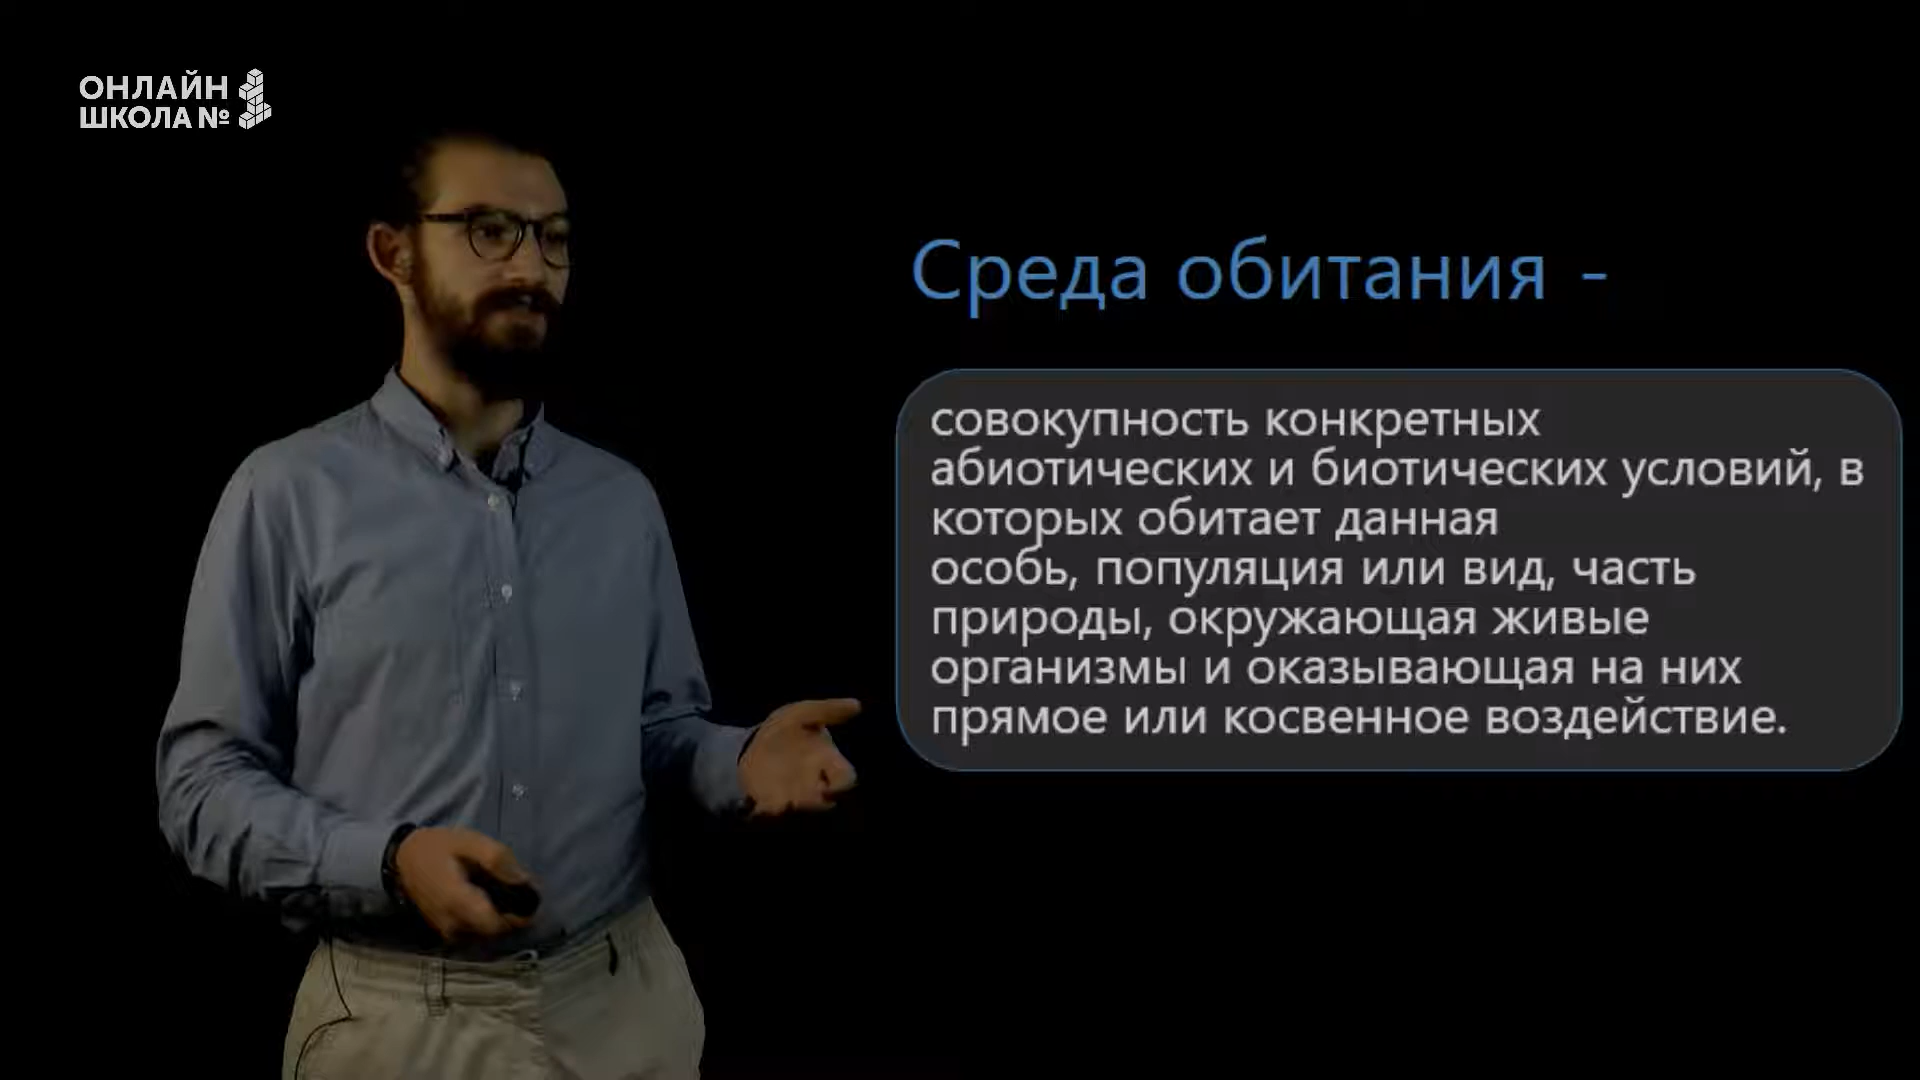 ОНЛАЙН
ШКОЛА №
Среда обитания -
совокупность конкретных
абиотических и биотических условий, в
которых обитает данная
особь, популяция или вид, часть
природы, окружающая живые
организмы и оказывающая на них
прямое или косвенное воздействие.